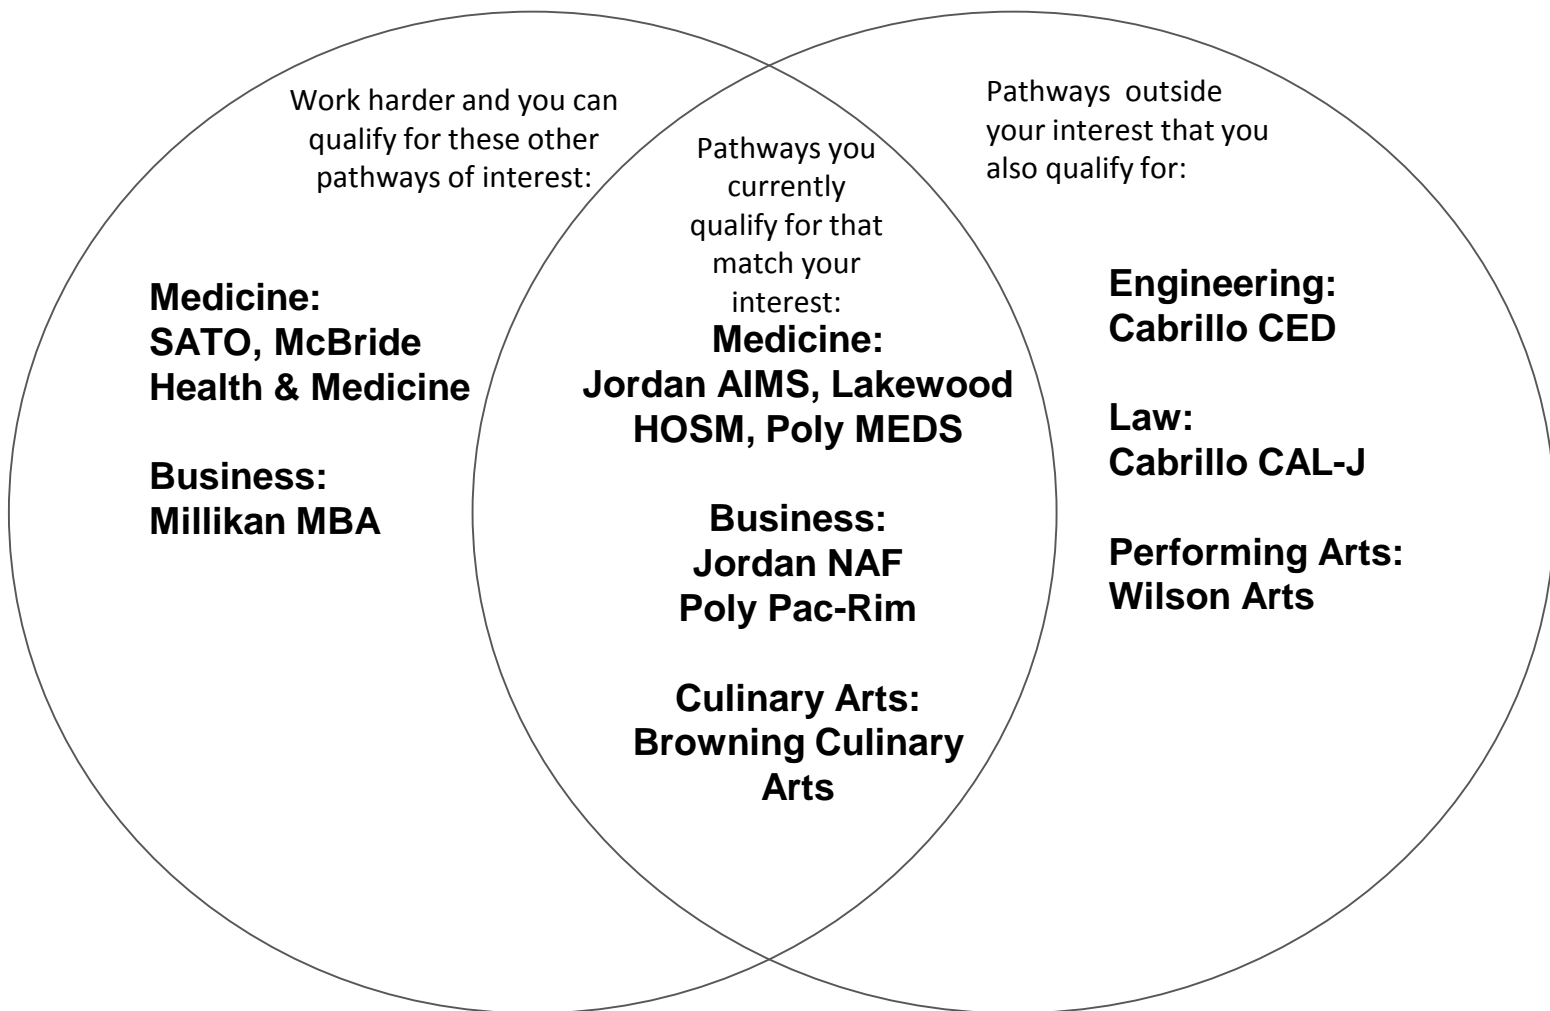 Work harder and you can
qualify for these other
pathways of interest:
Medicine:
SATO, McBride
Health & Medicine
Business:
Millikan MBA
Pathways you
currently
qualify for that
match your
interest:
Medicine:
Jordan AIMS, Lakewood
HOSM, Poly MEDS
Business:
Jordan NAF
Poly Pac-Rim
Culinary Arts:
Browning Culinary
Arts
Pathways outside
your interest that you
also qualify for:
Engineering:
Cabrillo CED
Law:
Cabrillo CAL-J
Performing Arts:
Wilson Arts